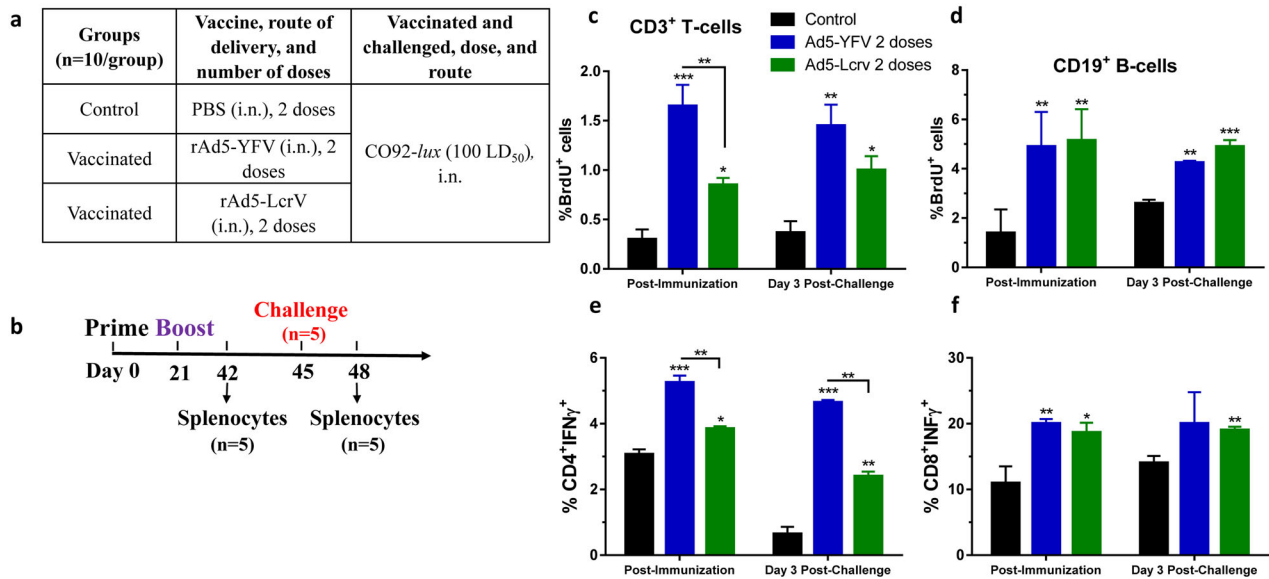 a
Groups
(n=10/group)
Vaccine, route of
delivery, and
number of doses
Vaccinated and
challenged, dose, and
route
Control
PBS (i.n.), 2 doses
CO92-lux (100 LD50),
i.n.
Vaccinated
rAd5-YFV (i.n.), 2
doses
Vaccinated
rAd5-LcrV
(i.n.), 2 doses
b
Prime Boost
Challenge
(n=5)
Day 0 21 42 45 48
Splenocytes
(n=5)
Splenocytes
(n=5)
c
CD3+ T-cells
Control
Ad5-YFV 2 doses
Ad5-Lcrv 2 doses
%BrdU+ cells
2.0
1.5
1.0
0.5
0.0
***
**
*
**
*
Post-Immunization
Day 3 Post-Challenge
d
CD19+ B-cells
%BrdU+ cells
8
6
4
2
0
**
**
**
***
Post-Immunization
Day 3 Post-Challenge
e
% CD4+IFNγ+
6
4
2
0
***
**
*
***
**
**
Post-Immunization
Day 3 Post-Challenge
f
% CD8+INFγ+
30
20
10
0
**
*
**
Post-Immunization
Day 3 Post-Challenge